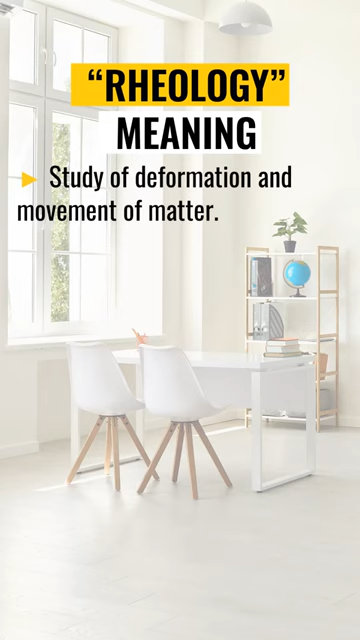 “RHEOLOGY”
MEANING
► Study of deformation and
movement of matter.